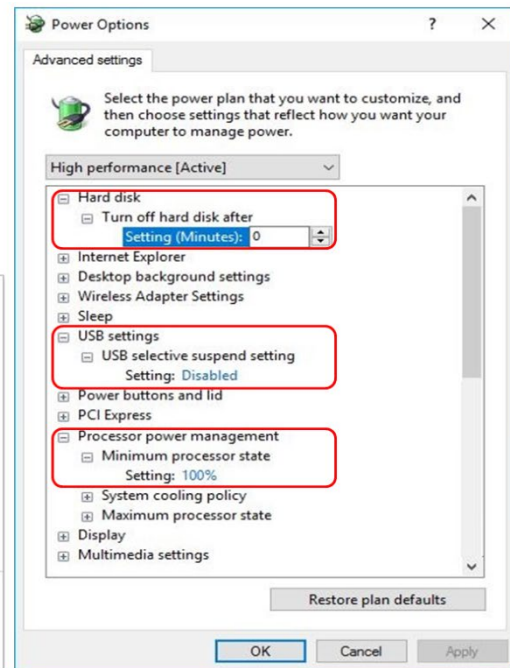 Power Options
Advanced settings
Select the power plan that you want to customize, and
then choose settings that reflect how you want your
computer to manage power.
High performance [Active]
Hard disk
Turn off hard disk after
Setting (Minutes): 0
Internet Explorer
Desktop background settings
Wireless Adapter Settings
Sleep
USB settings
USB selective suspend setting
Setting: Disabled
Power buttons and lid
PCI Express
Processor power management
Minimum processor state
Setting: 100%
System cooling policy
Maximum processor state
Display
Multimedia settings
Restore plan defaults
OK Cancel Apply